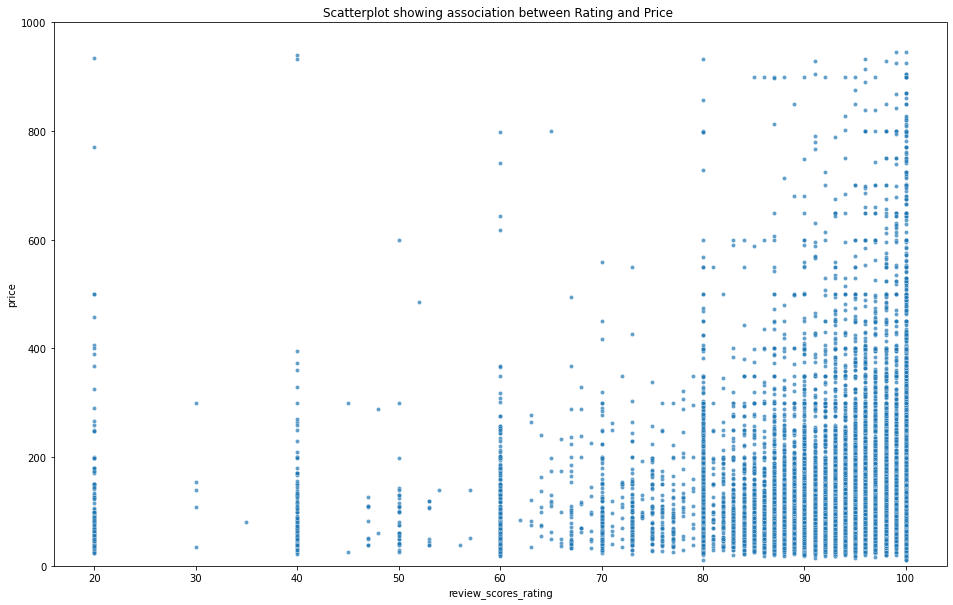 Scatterplot showing association between Rating and Price
1000
800
600
400
200
0
price
20 30 40 50 60 70 80 90 100
review_scores_rating